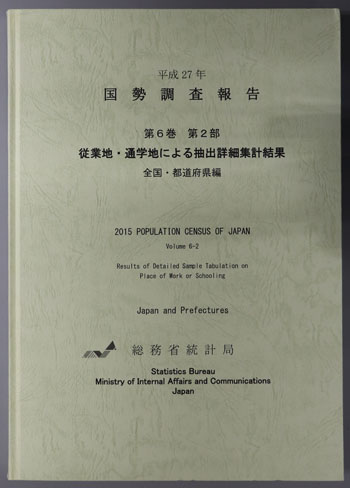 平成27年
国勢調査報告
第6巻 第2部
従業地・通学地による抽出詳細集計結果
全国・都道府県編
2015 POPULATION CENSUS OF JAPAN
Volume 6-2
Results of Detailed Sample Tabulation on
Place of Work or Schooling
Japan and Prefectures
総務省統計局
Statistics Bureau
Ministry of Internal Affairs and Communications
Japan